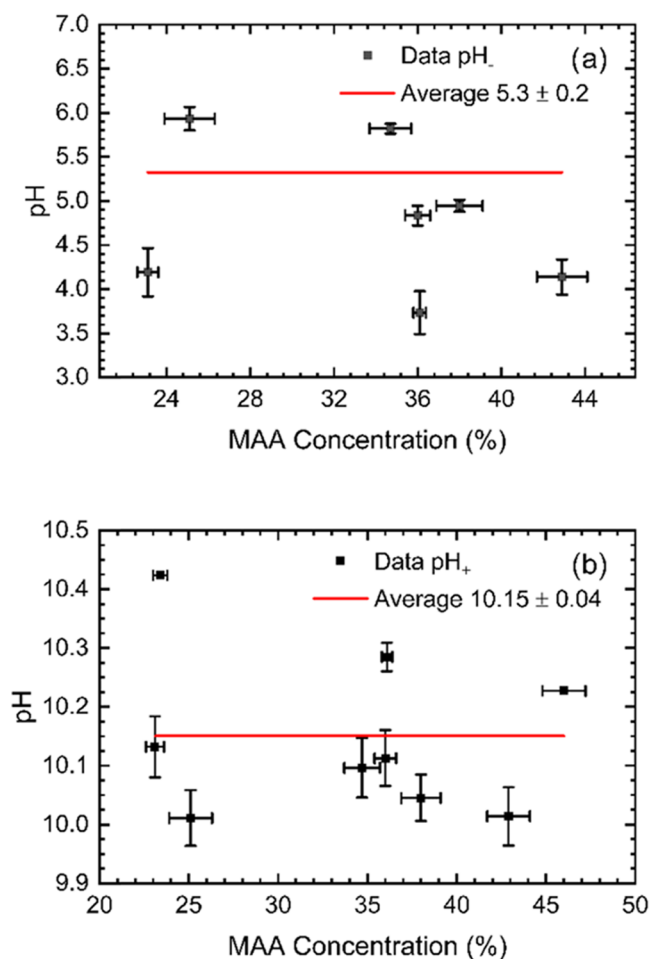 7.0
6.5
6.0
5.5
5.0
4.5
4.0
3.5
3.0
pH
Data pH₋
Average 5.3 ± 0.2
(a)
24 28 32 36 40 44
MAA Concentration (%)
10.5
10.4
10.3
10.2
10.1
10.0
9.9
pH
Data pH₊
Average 10.15 ± 0.04
(b)
20 25 30 35 40 45 50
MAA Concentration (%)